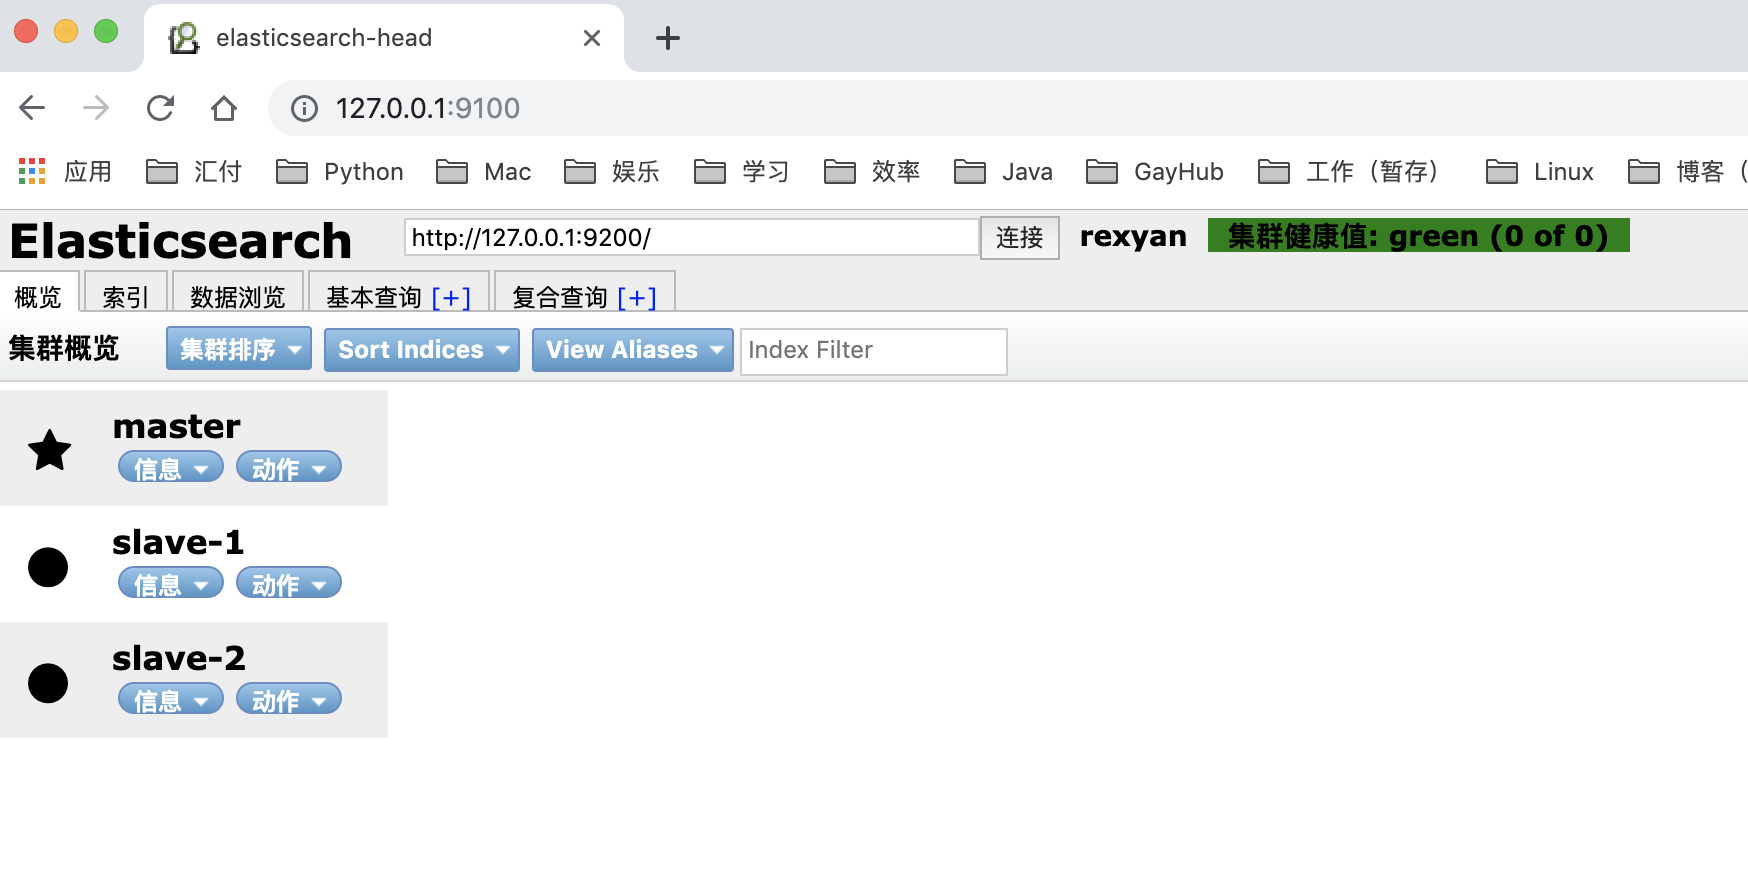 elasticsearch-head
127.0.0.1:9100
应用 汇付 Python Mac 娱乐 学习 效率 Java GayHub 工作（暂存） Linux 博客（
Elasticsearch http://127.0.0.1:9200/ 连接 rexyan 集群健康值: green (0 of 0)
概览 索引 数据浏览 基本查询 [+] 复合查询 [+]
集群概览 集群排序 Sort Indices View Aliases Index Filter
master
信息 动作
slave-1
信息 动作
slave-2
信息 动作